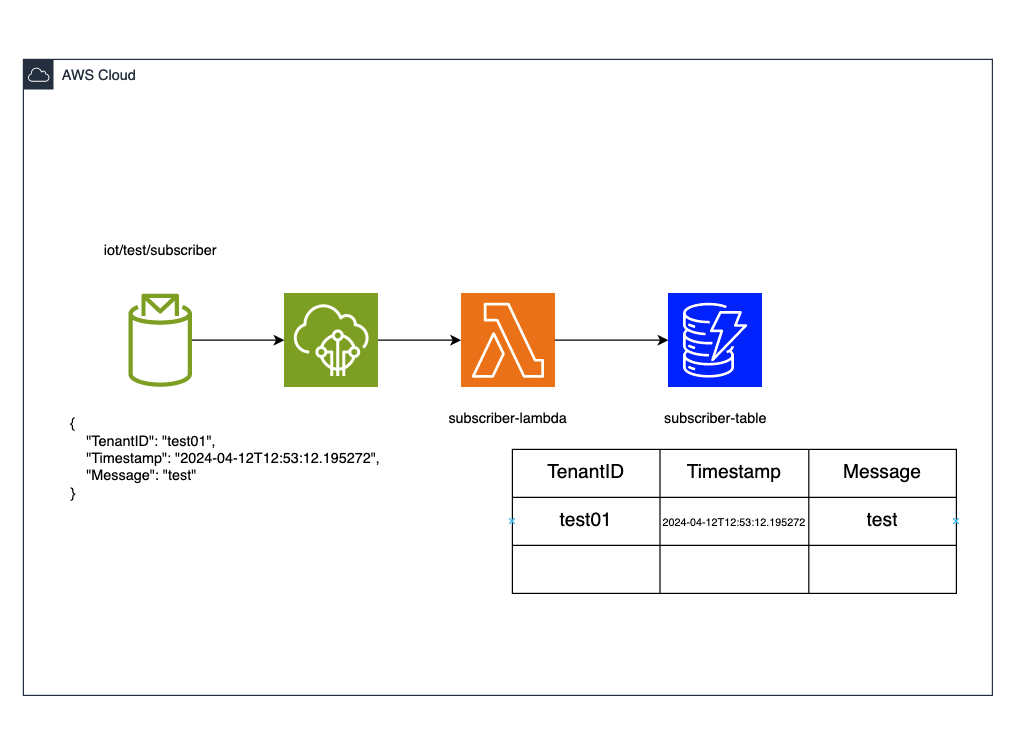 AWS Cloud
iot/test/subscriber
subscriber-lambda
subscriber-table
{
"TenantID": "test01",
"Timestamp": "2024-04-12T12:53:12.195272",
"Message": "test"
}
TenantID Timestamp Message
test01 2024-04-12T12:53:12.195272 test